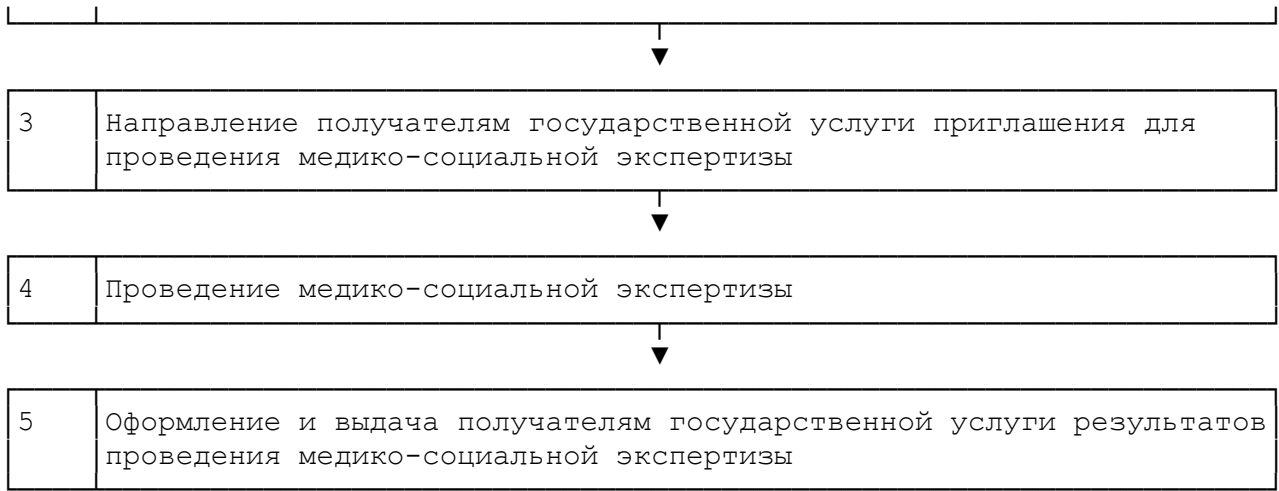 3 Направление получателям государственной услуги приглашения для
проведения медико-социальной экспертизы
4 Проведение медико-социальной экспертизы
5 Оформление и выдача получателям государственной услуги результатов
проведения медико-социальной экспертизы